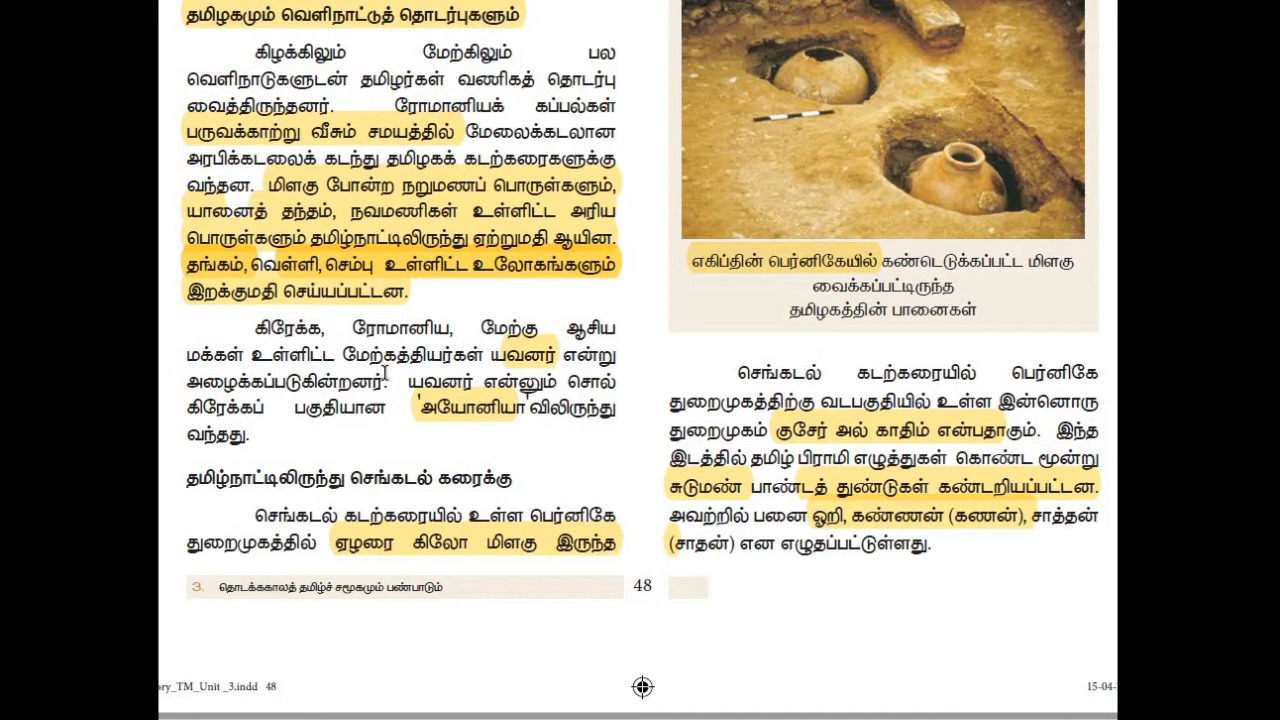 தமிழகமும் வெளிநாட்டுத் தொடர்புகளும்
கிழக்கிலும் மேற்கிலும் பல
வெளிநாடுகளுடன் தமிழர்கள் வணிகத் தொடர்பு
வைத்திருந்தனர். ரோமானியக் கப்பல்கள்
பருவக்காற்று வீசும் சமயத்தில் மேலைக்கடலான
அரபிக்கடலைக் கடந்து தமிழகக் கடற்கரைகளுக்கு
வந்தன. மிளகு போன்ற நறுமணப் பொருள்களும்,
யானைத் தந்தம், நவமணிகள் உள்ளிட்ட அரிய
பொருள்களும் தமிழ்நாட்டிலிருந்து ஏற்றுமதி ஆயின.
தங்கம், வெள்ளி, செம்பு உள்ளிட்ட உலோகங்களும்
இறக்குமதி செய்யப்பட்டன.
கிரேக்க, ரோமானிய, மேற்கு ஆசிய
மக்கள் உள்ளிட்ட மேற்கத்தியர்கள் யவனர் என்று
அழைக்கப்படுகின்றனர். யவனர் என்னும் சொல்
கிரேக்கப் பகுதியான 'அயோனியா'விலிருந்து
வந்தது.
தமிழ்நாட்டிலிருந்து செங்கடல் கரைக்கு
செங்கடல் கடற்கரையில் உள்ள பெர்னிகே
துறைமுகத்தில் ஏழரை கிலோ மிளகு இருந்த
எகிப்தின் பெர்னிகேயில் கண்டெடுக்கப்பட்ட மிளகு
வைக்கப்பட்டிருந்த
தமிழகத்தின் பானைகள்
செங்கடல் கடற்கரையில் பெர்னிகே
துறைமுகத்திற்கு வடபகுதியில் உள்ள இன்னொரு
துறைமுகம் குசேர் அல் காதிம் என்பதாகும். இந்த
இடத்தில் தமிழ் பிராமி எழுத்துகள் கொண்ட மூன்று
சுடுமண் பாண்டத் துண்டுகள் கண்டறியப்பட்டன.
அவற்றில் பனை ஓறி, கண்ணன் (கணன்), சாத்தன்
(சாதன்) என எழுதப்பட்டுள்ளது.
3. தொடக்ககாலத் தமிழ்ச் சமூகமும் பண்பாடும் 48
ory_TM_Unit _3.indd 48 15-04-